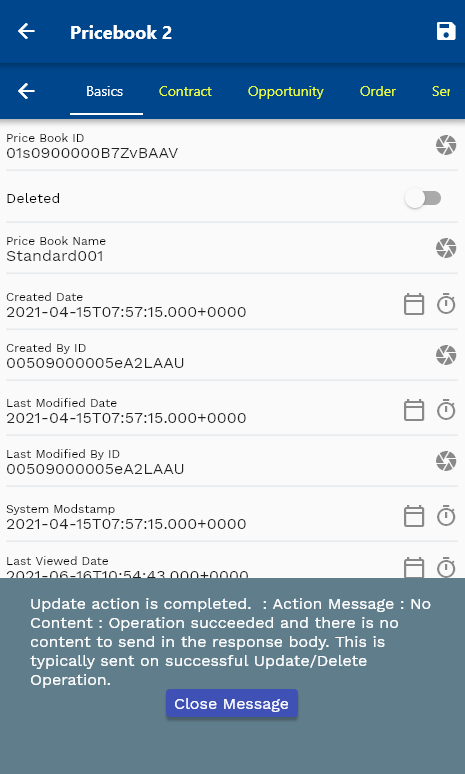 Pricebook 2
Basics Contract Opportunity Order Ser
Price Book ID
01s0900000B7ZvBAAV
Deleted
Price Book Name
Standard001
Created Date
2021-04-15T07:57:15.000+0000
Created By ID
00509000005eA2LAAU
Last Modified Date
2021-04-15T07:57:15.000+0000
Last Modified By ID
00509000005eA2LAAU
System Modstamp
2021-04-15T07:57:15.000+0000
Last Viewed Date
2021-06-16T10:54:43.000+0000
Update action is completed.  : Action Message : No
Content : Operation succeeded and there is no
content to send in the response body. This is
typically sent on successful Update/Delete
Operation.
Close Message